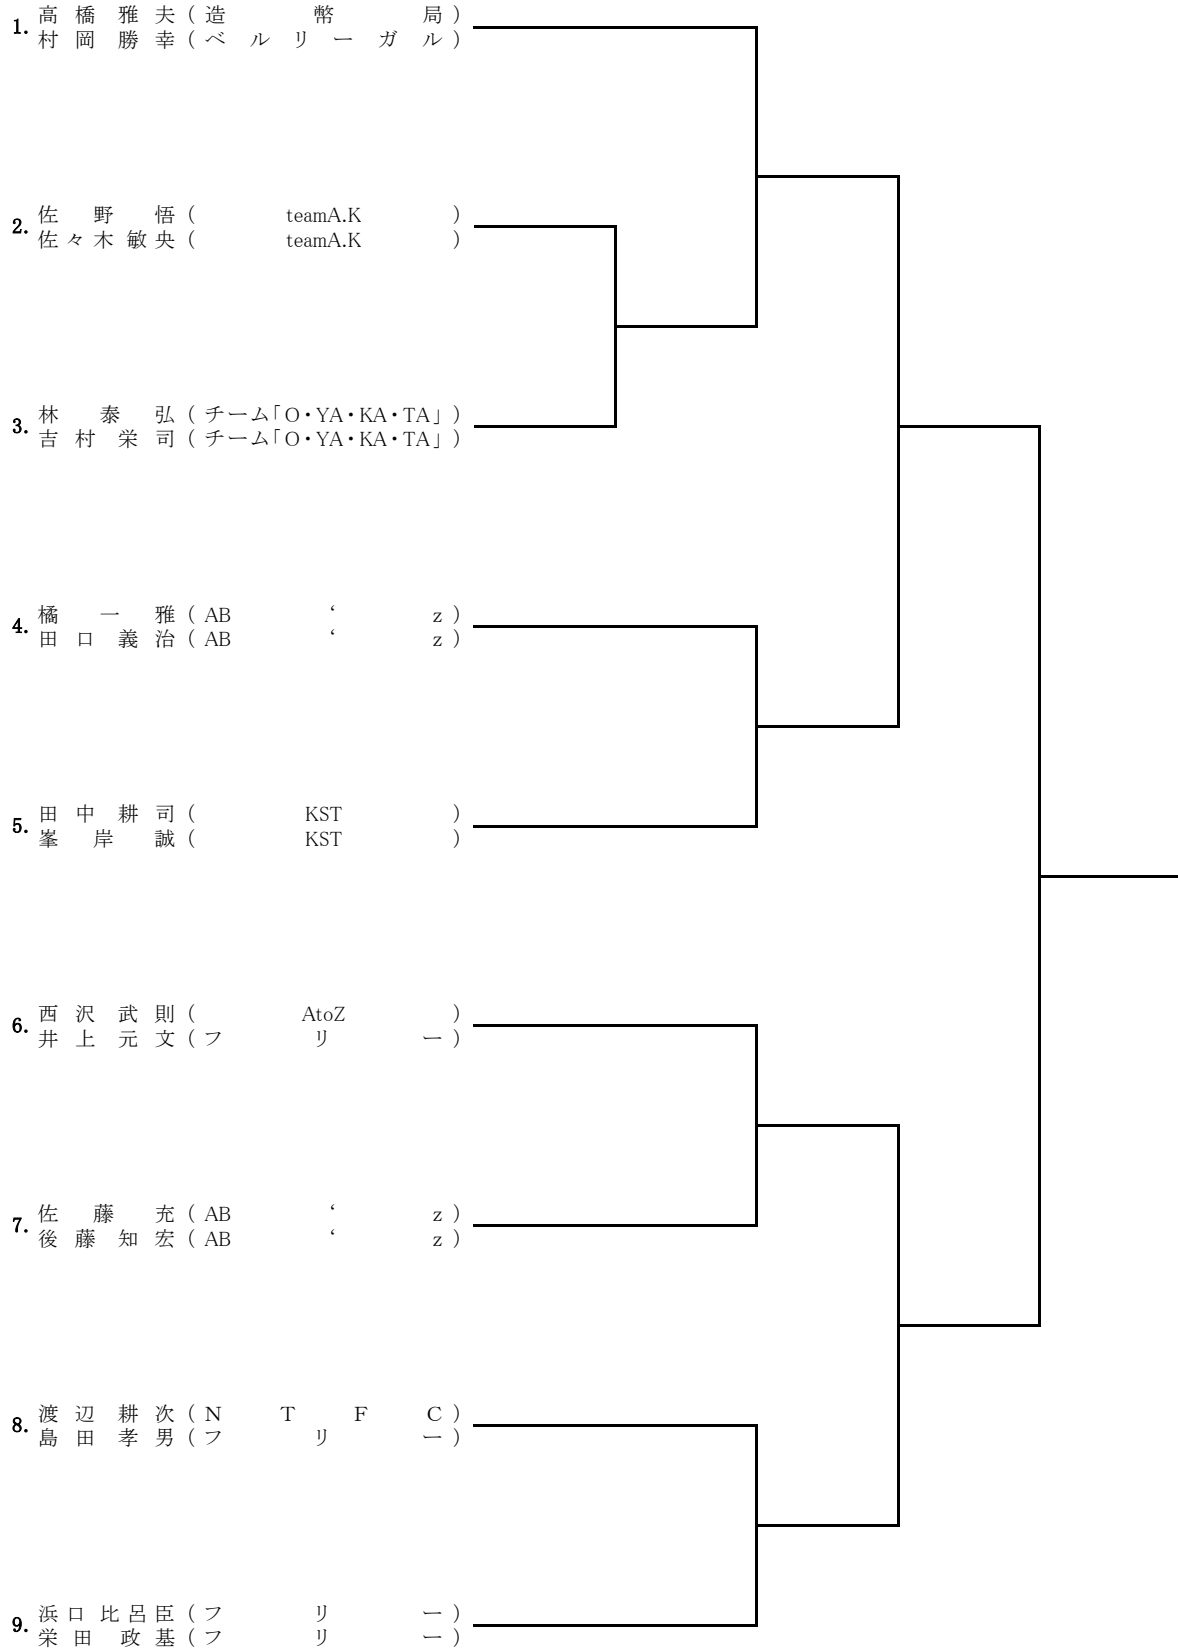 1. 高橋雅夫(造幣局)
村岡勝幸(ベルリーガル)
2. 佐野悟(teamA.K)
佐々木敏央(teamA.K)
3. 林泰弘(チーム「O・YA・KA・TA」)
吉村栄司(チーム「O・YA・KA・TA」)
4. 橘一雅(AB‘z)
田口義治(AB‘z)
5. 田中耕司(KST)
峯岸誠(KST)
6. 西沢武則(AtoZ)
井上元文(フリー)
7. 佐藤充(AB‘z)
後藤知宏(AB‘z)
8. 渡辺耕次(NTFC)
島田孝男(フリー)
9. 浜口比呂臣(フリー)
栄田政基(フリー)